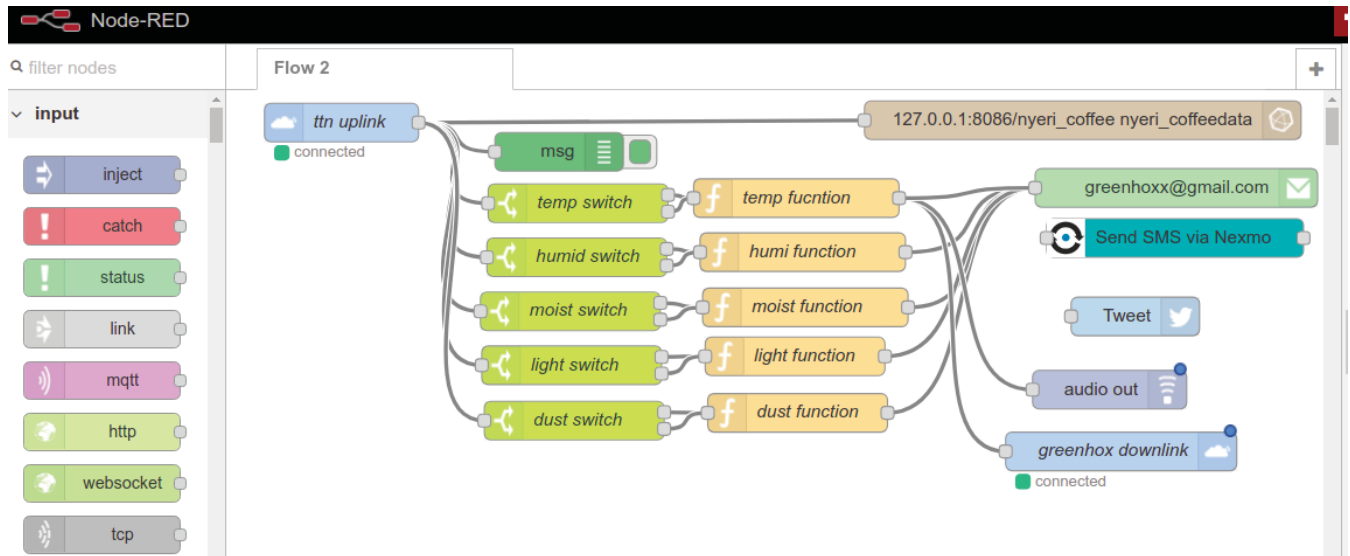 Node-RED
filter nodes
Flow 2
+
input
inject
catch
status
link
mqtt
http
websocket
tcp
ttn uplink
connected
127.0.0.1:8086/nyeri_coffee nyeri_coffeedata
msg
temp switch
temp fucntion
greenhoxx@gmail.com
humid switch
humi function
Send SMS via Nexmo
moist switch
moist function
Tweet
light switch
light function
audio out
dust switch
dust function
greenhox downlink
connected